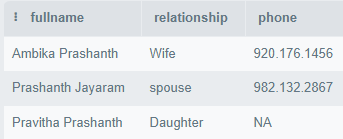 fullname relationship phone
Ambika Prashanth Wife 920.176.1456
Prashanth Jayaram spouse 982.132.2867
Pravitha Prashanth Daughter NA